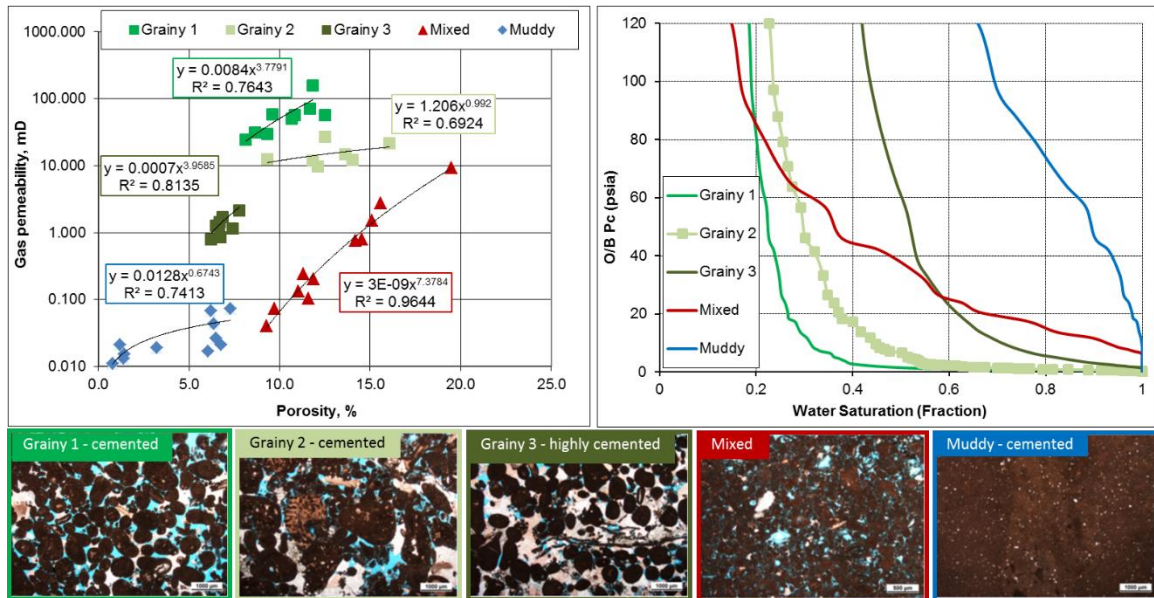 Grainy 1 Grainy 2 Grainy 3 Mixed Muddy
1000.000
100.000
10.000
1.000
0.100
0.010
Gas pemeability, mD
y = 0.0084x^3.7791
R² = 0.7643
y = 1.206x^0.992
R² = 0.6924
y = 0.0007x^3.9585
R² = 0.8135
y = 0.0128x^0.6743
R² = 0.7413
y = 3E-09x^7.3784
R² = 0.9644
0.0 5.0 10.0 15.0 20.0 25.0
Porosity, %
120
100
80
60
40
20
0
O/B Pc (psia)
Grainy 1
Grainy 2
Grainy 3
Mixed
Muddy
0 0.2 0.4 0.6 0.8 1
Water Saturation (Fraction)
Grainy 1 - cemented
1000 µm
Grainy 2 - cemented
1000 µm
Grainy 3 - highly cemented
1000 µm
Mixed
500 µm
Muddy - cemented
1000 µm